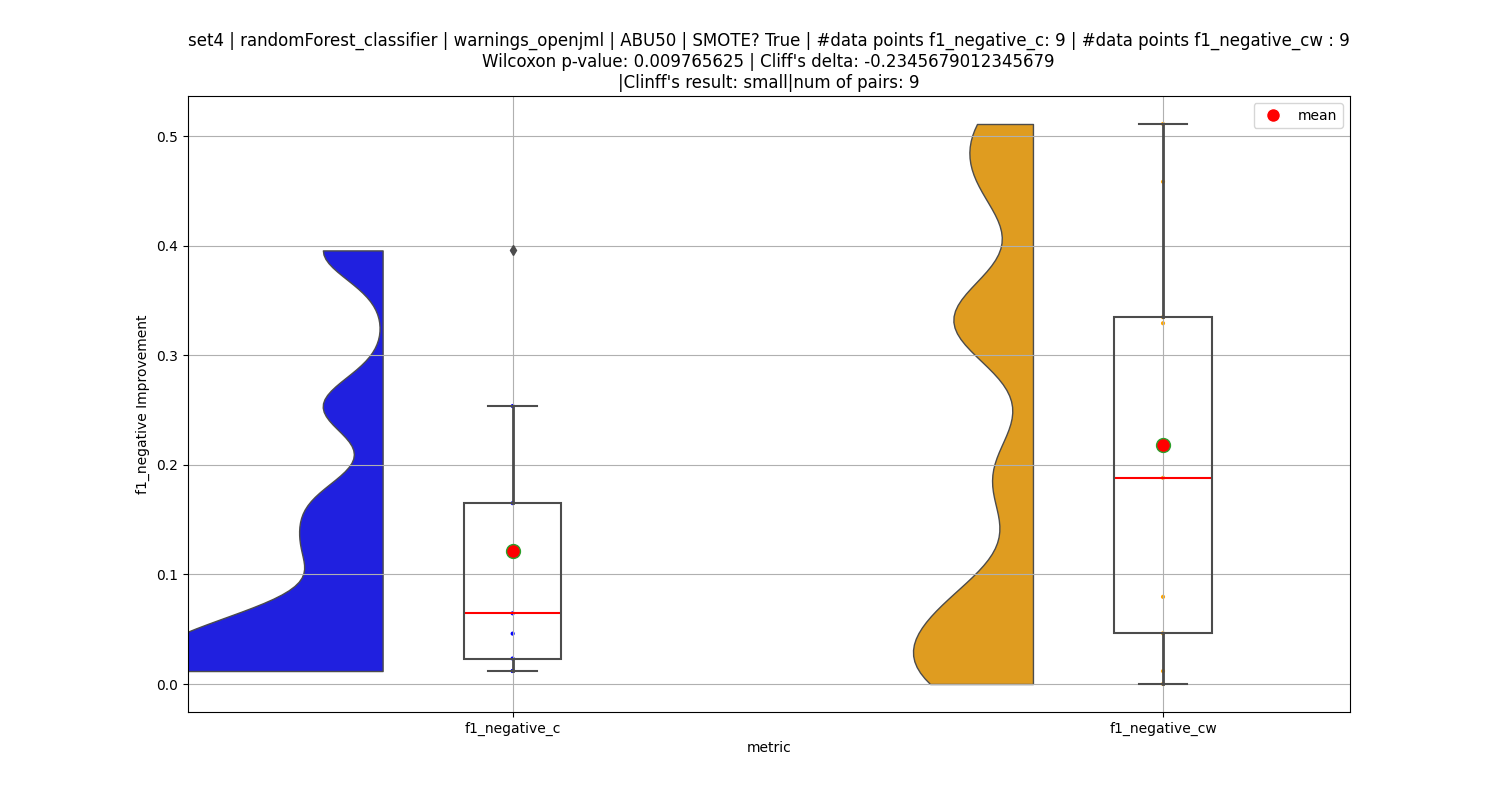 set4 | randomForest_classifier | warnings_openjml | ABU50 | SMOTE? True | #data points f1_negative_c: 9 | #data points f1_negative_cw : 9
Wilcoxon p-value: 0.009765625 | Cliff's delta: -0.2345679012345679
|Clinff's result: small|num of pairs: 9
mean
0.5
0.4
0.3
0.2
0.1
0.0
f1_negative Improvement
f1_negative_c
f1_negative_cw
metric